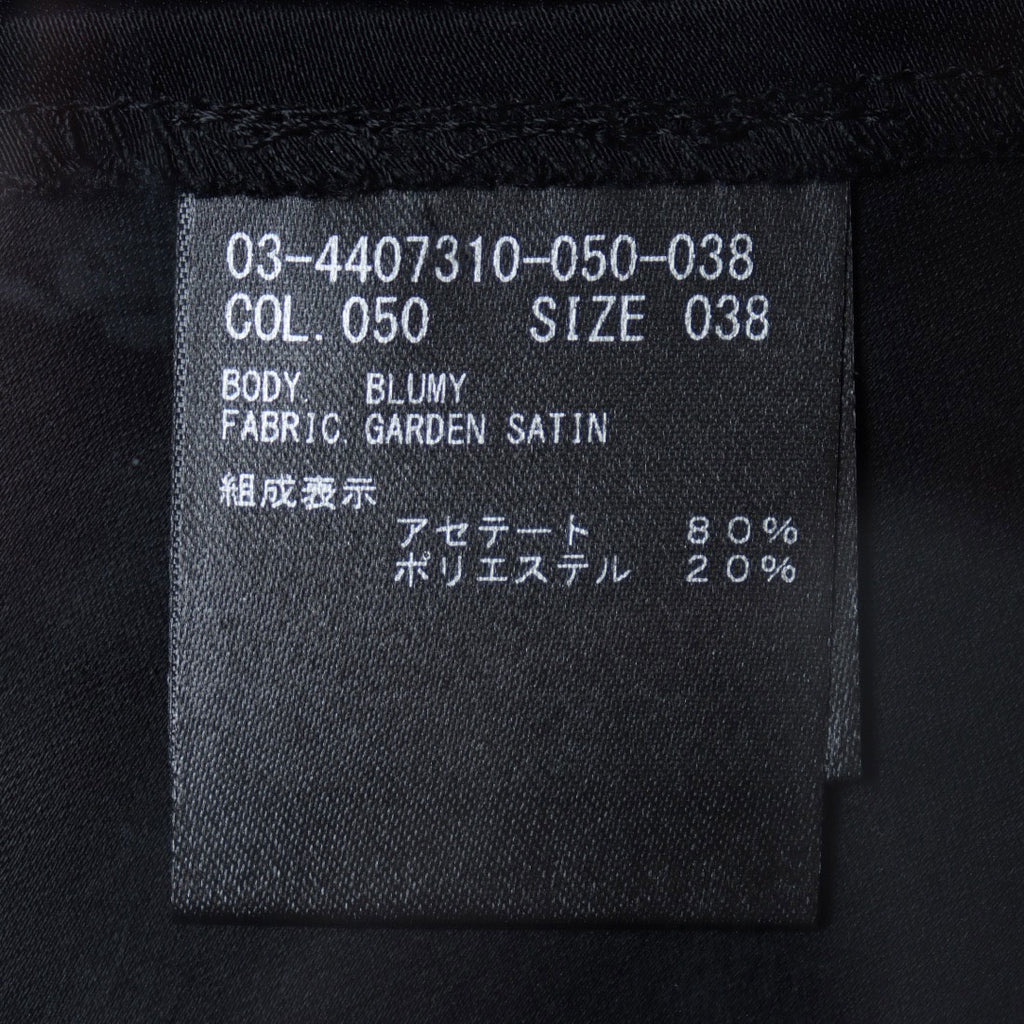 03-4407310-050-038
COL. 050 SIZE 038
BODY. BLUMY
FABRIC. GARDEN SATIN
組成表示
アセテート ８０％
ポリエステル ２０％